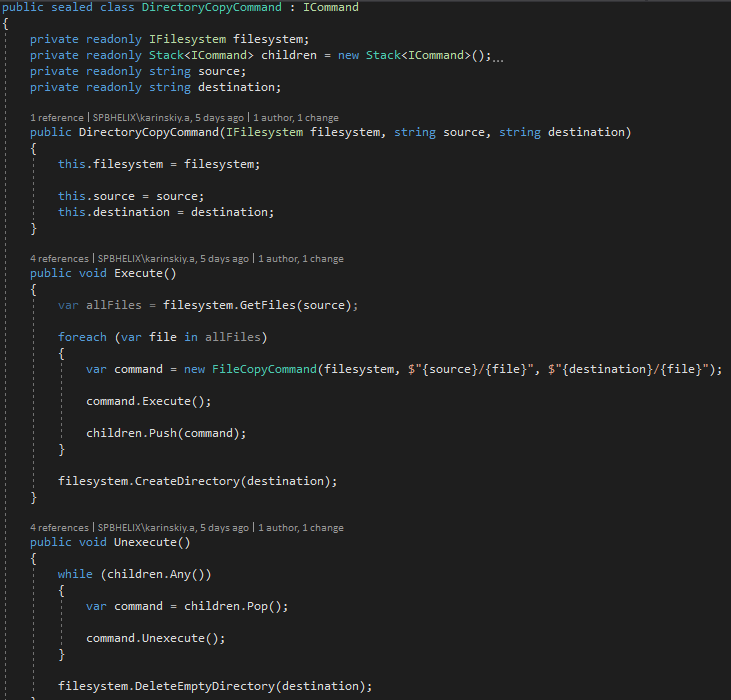 public sealed class DirectoryCopyCommand : ICommand
{
private readonly IFilesystem filesystem;
private readonly Stack<ICommand> children = new Stack<ICommand>();...
private readonly string source;
private readonly string destination;
1 reference | SPBHELIX\karinskiy.a, 5 days ago | 1 author, 1 change
public DirectoryCopyCommand(IFilesystem filesystem, string source, string destination)
{
this.filesystem = filesystem;
this.source = source;
this.destination = destination;
}
4 references | SPBHELIX\karinskiy.a, 5 days ago | 1 author, 1 change
public void Execute()
{
var allFiles = filesystem.GetFiles(source);
foreach (var file in allFiles)
{
var command = new FileCopyCommand(filesystem, $"{source}/{file}", $"{destination}/{file}");
command.Execute();
children.Push(command);
}
filesystem.CreateDirectory(destination);
}
4 references | SPBHELIX\karinskiy.a, 5 days ago | 1 author, 1 change
public void Unexecute()
{
while (children.Any())
{
var command = children.Pop();
command.Unexecute();
}
filesystem.DeleteEmptyDirectory(destination);